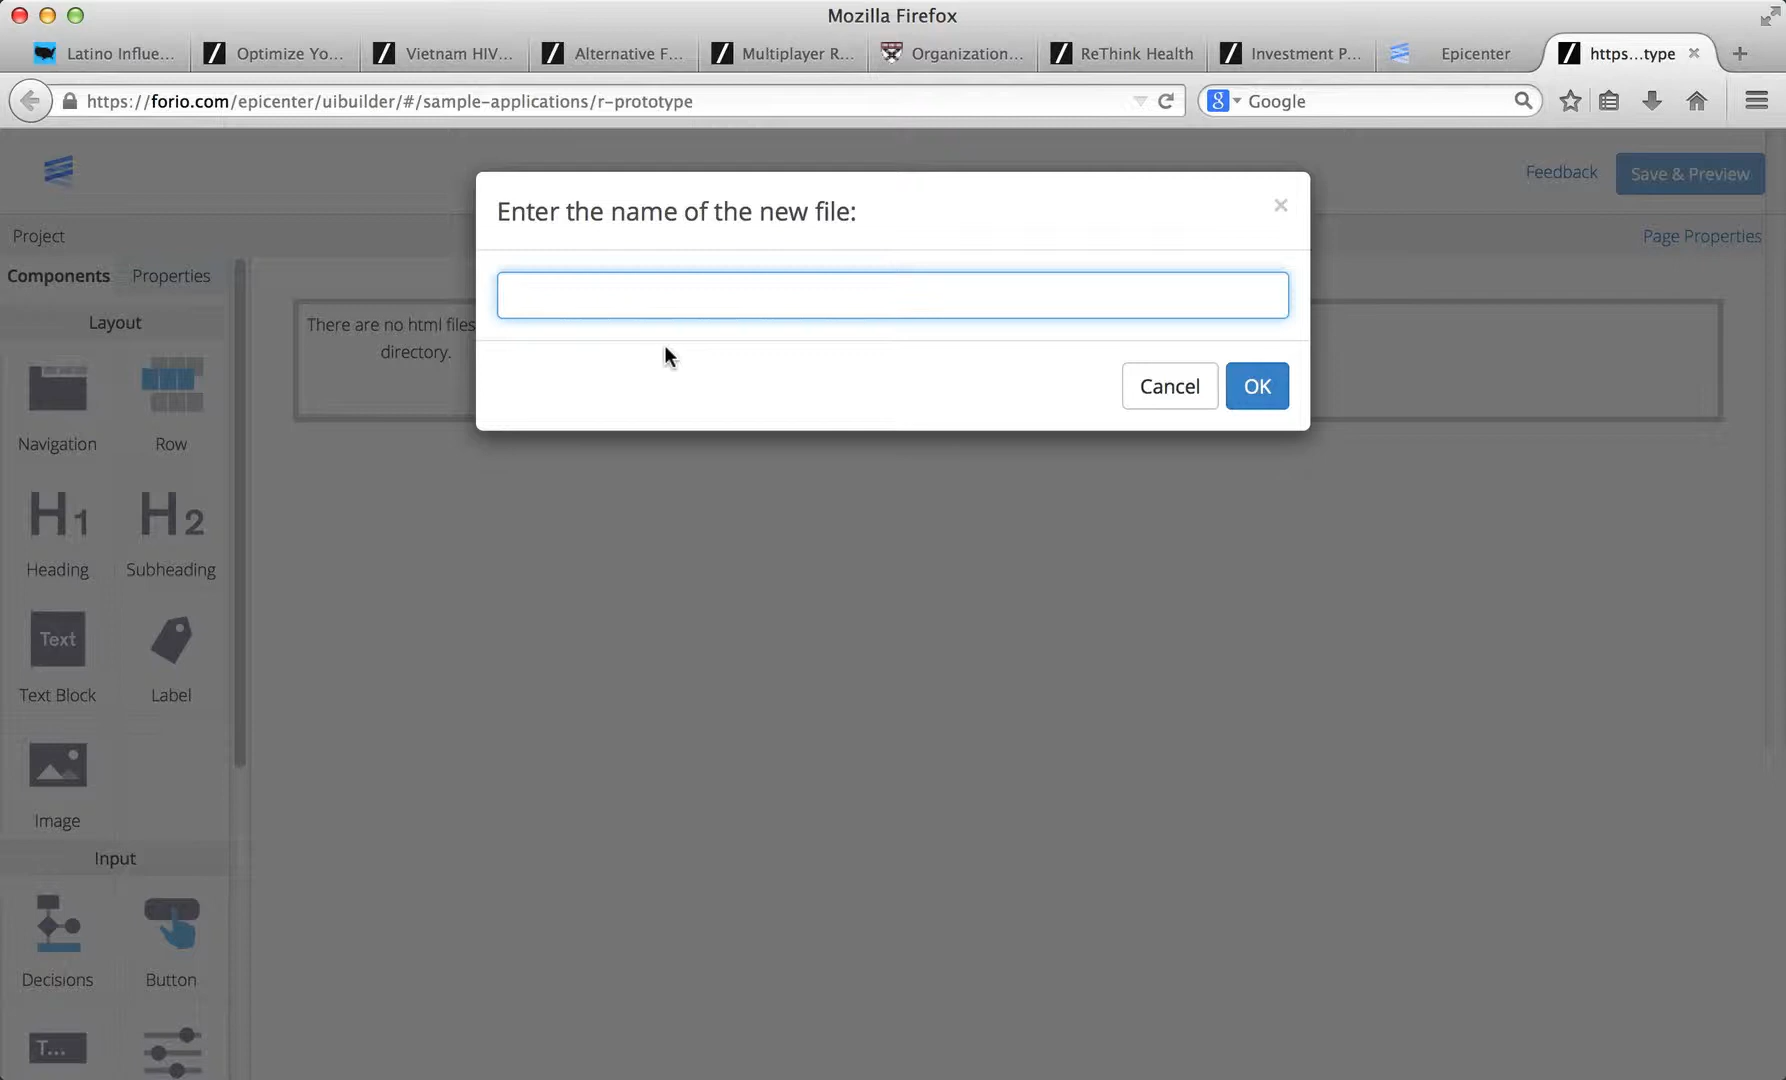 Mozilla Firefox
Latino Influe...
Optimize Yo...
Vietnam HIV...
Alternative F...
Multiplayer R...
Organization...
ReThink Health
Investment P...
Epicenter
https...type
https://forio.com/epicenter/uibuilder/#/sample-applications/r-prototype
Google
Feedback
Save & Preview
Enter the name of the new file:
Cancel
OK
Project
Page Properties
Components
Properties
There are no html files
directory.
Layout
Navigation
Row
H1
H2
Heading
Subheading
Text
Text Block
Label
Image
Input
Decisions
Button
T...